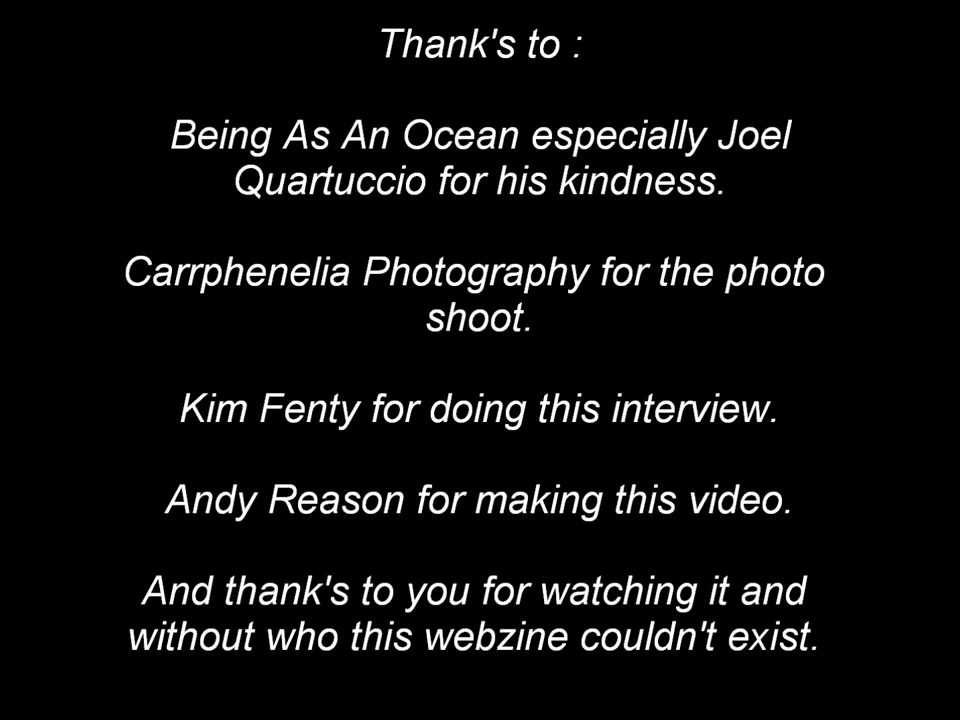 Thank's to :
Being As An Ocean especially Joel
Quartuccio for his kindness.
Carrphenelia Photography for the photo
shoot.
Kim Fenty for doing this interview.
Andy Reason for making this video.
And thank's to you for watching it and
without who this webzine couldn't exist.